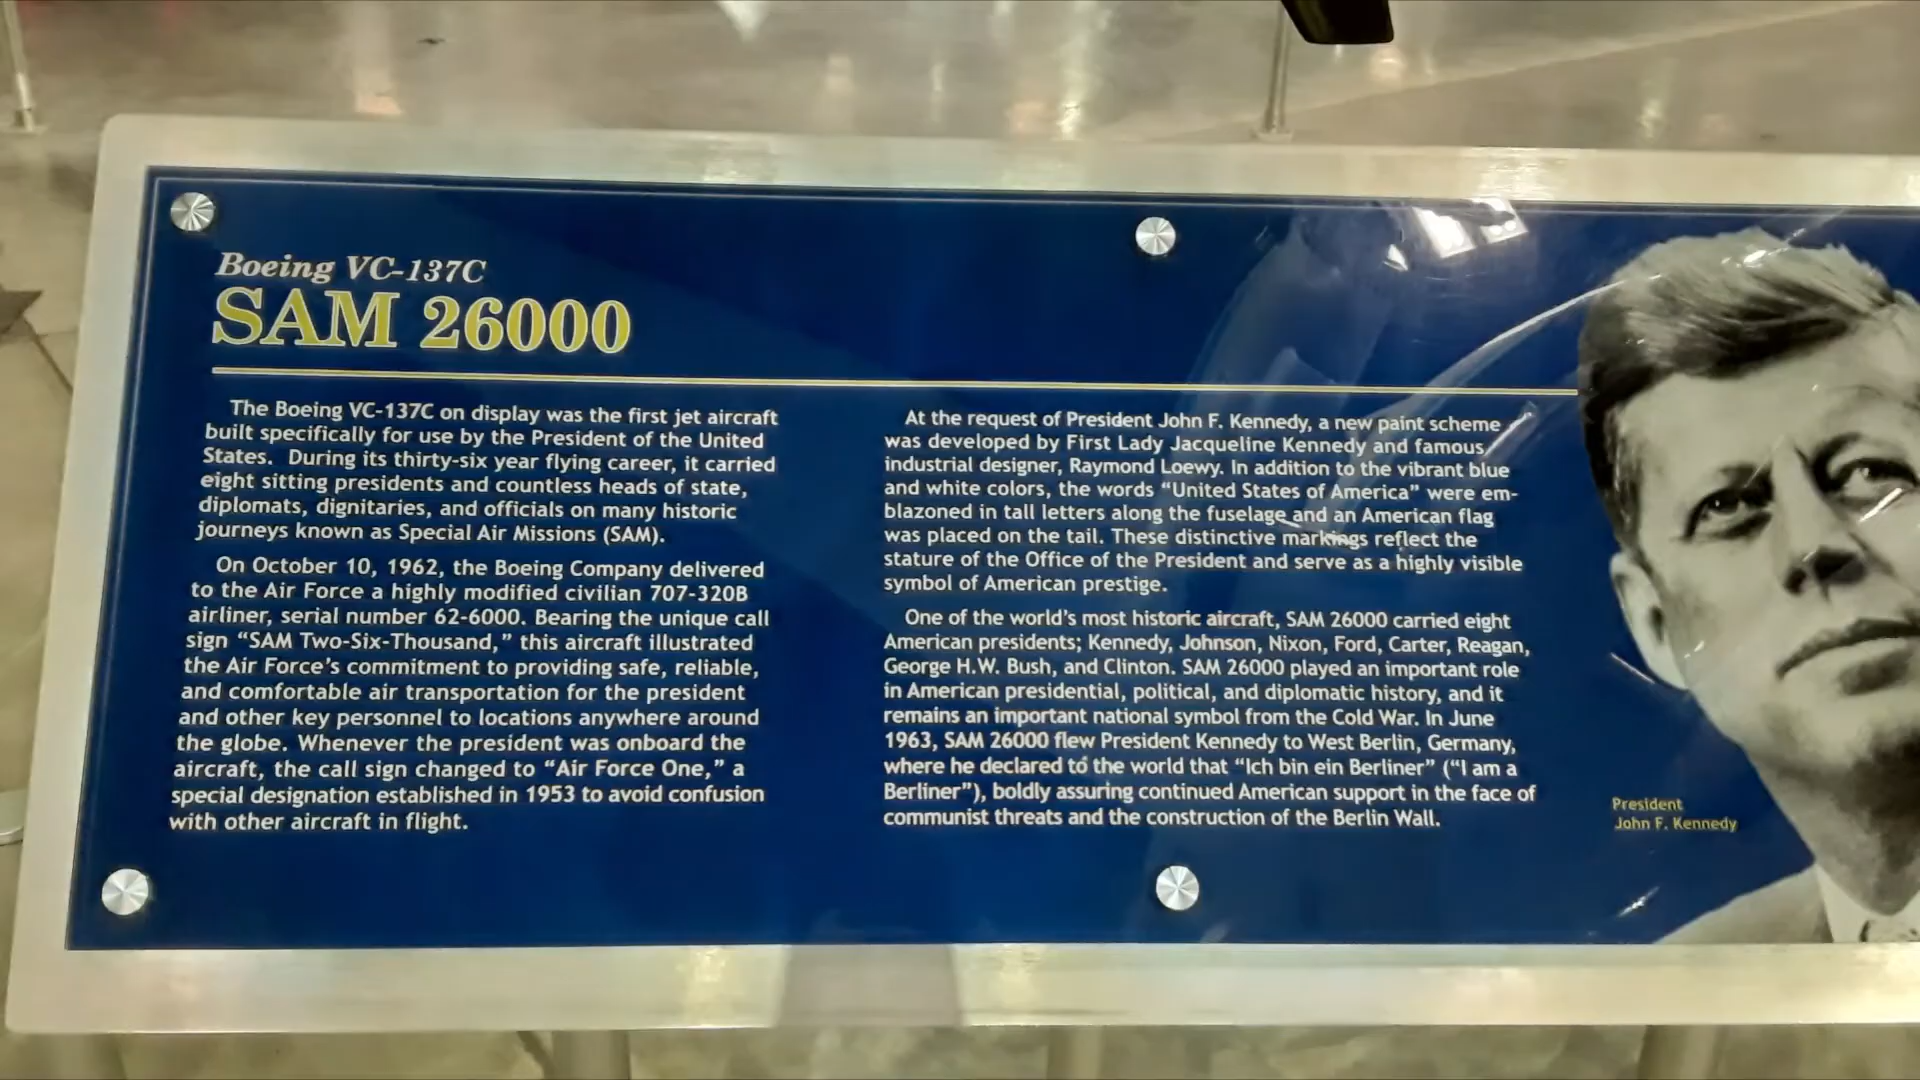 Boeing VC-137C
SAM 26000
The Boeing VC-137C on display was the first jet aircraft
built specifically for use by the President of the United
States. During its thirty-six year flying career, it carried
eight sitting presidents and countless heads of state,
diplomats, dignitaries, and officials on many historic
journeys known as Special Air Missions (SAM).
On October 10, 1962, the Boeing Company delivered
to the Air Force a highly modified civilian 707-320B
airliner, serial number 62-6000. Bearing the unique call
sign “SAM Two-Six-Thousand,” this aircraft illustrated
the Air Force’s commitment to providing safe, reliable,
and comfortable air transportation for the president
and other key personnel to locations anywhere around
the globe. Whenever the president was onboard the
aircraft, the call sign changed to “Air Force One,” a
special designation established in 1953 to avoid confusion
with other aircraft in flight.
At the request of President John F. Kennedy, a new paint scheme
was developed by First Lady Jacqueline Kennedy and famous
industrial designer, Raymond Loewy. In addition to the vibrant blue
and white colors, the words “United States of America” were em-
blazoned in tall letters along the fuselage and an American flag
was placed on the tail. These distinctive markings reflect the
stature of the Office of the President and serve as a highly visible
symbol of American prestige.
One of the world’s most historic aircraft, SAM 26000 carried eight
American presidents; Kennedy, Johnson, Nixon, Ford, Carter, Reagan,
George H.W. Bush, and Clinton. SAM 26000 played an important role
in American presidential, political, and diplomatic history, and it
remains an important national symbol from the Cold War. In June
1963, SAM 26000 flew President Kennedy to West Berlin, Germany,
where he declared to the world that “Ich bin ein Berliner” (“I am a
Berliner”), boldly assuring continued American support in the face of
communist threats and the construction of the Berlin Wall.
President
John F. Kennedy